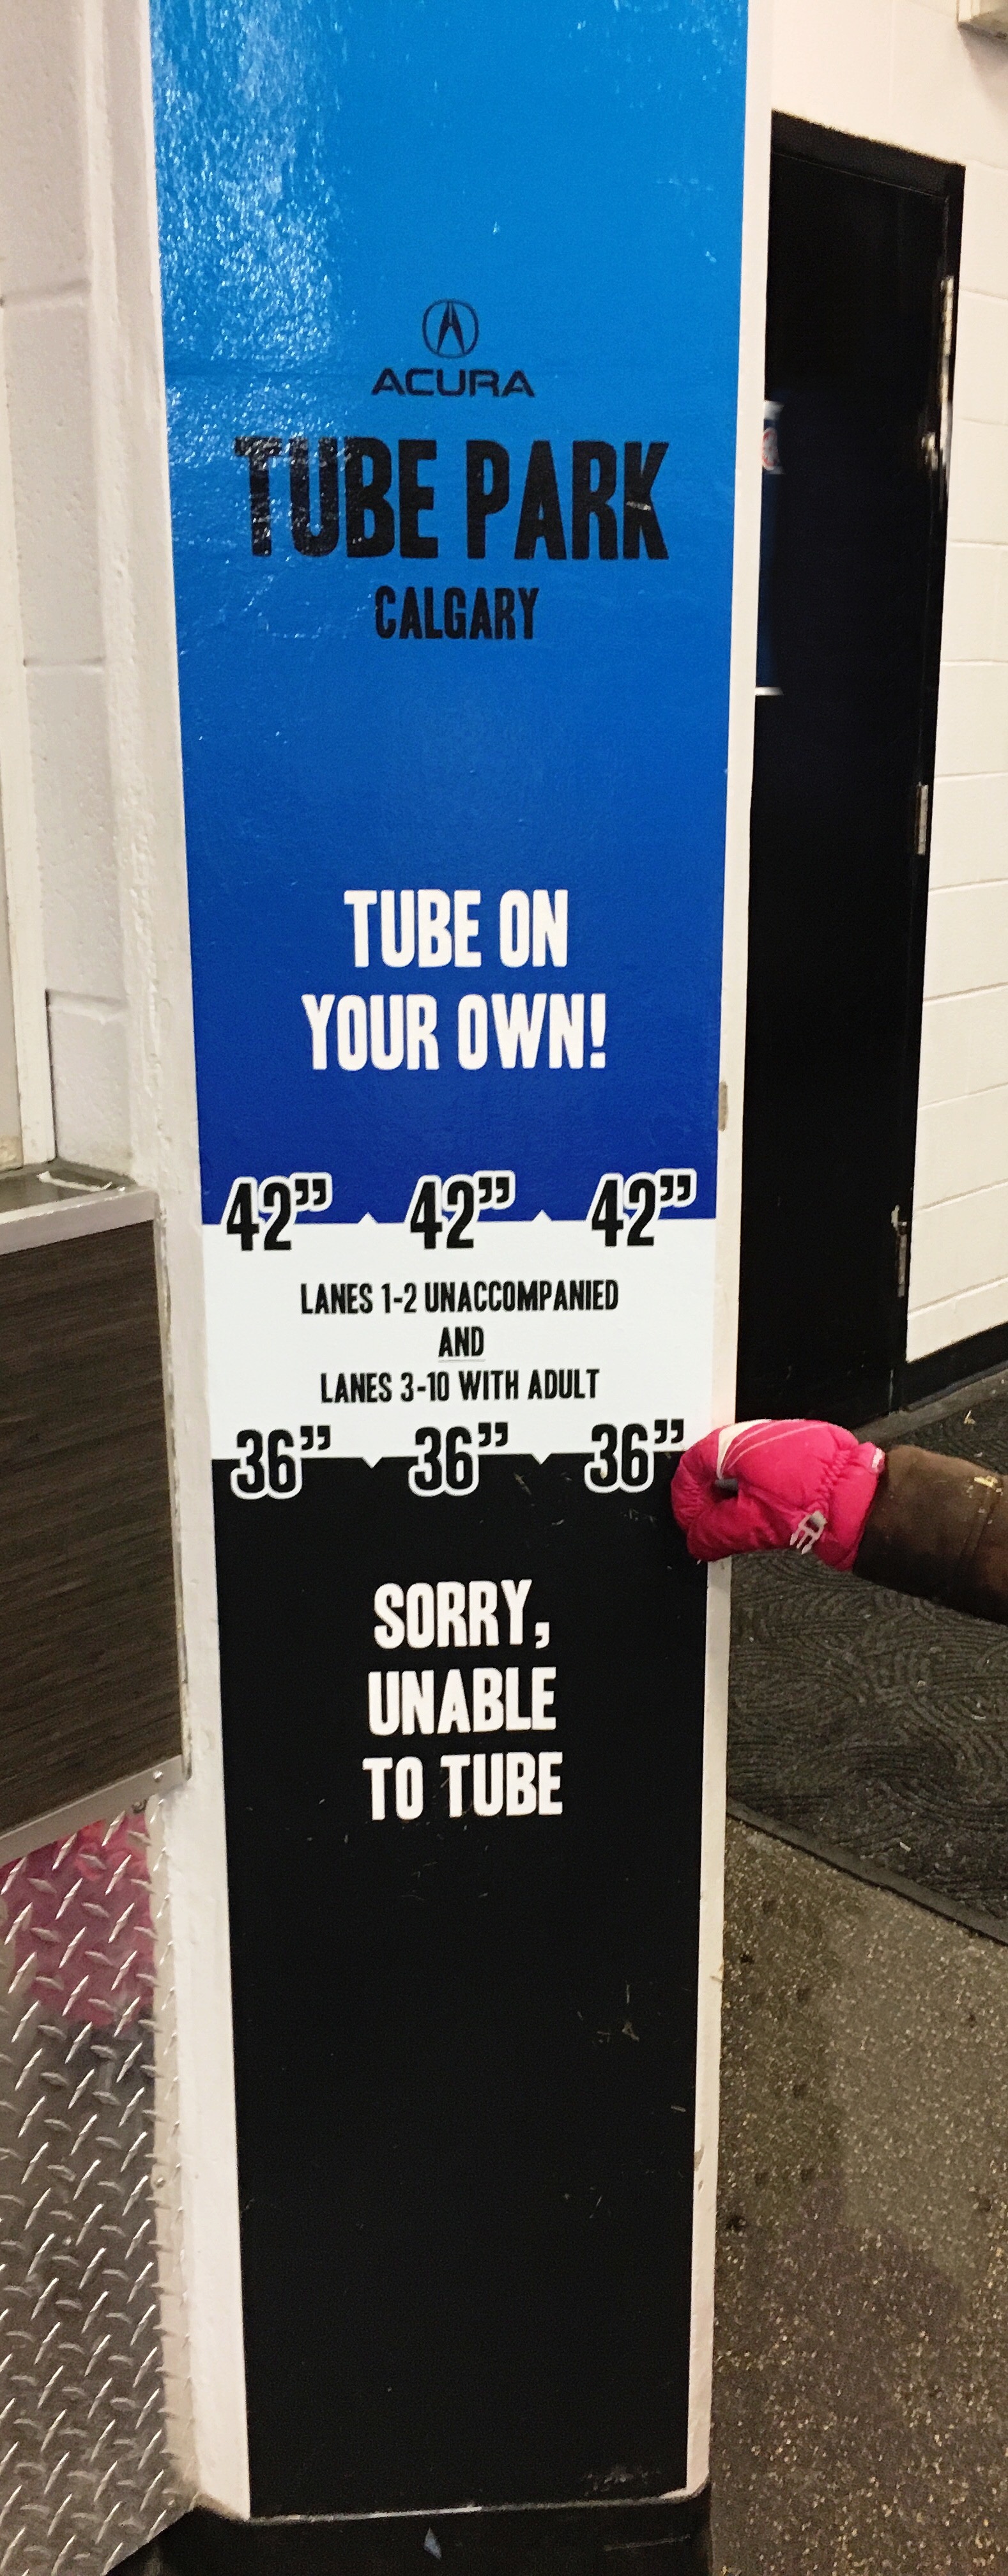 ACURA
TUBE PARK
CALGARY
TUBE ON
YOUR OWN!
42” 42” 42”
LANES 1-2 UNACCOMPANIED
AND
LANES 3-10 WITH ADULT
36” 36” 36”
SORRY,
UNABLE
TO TUBE